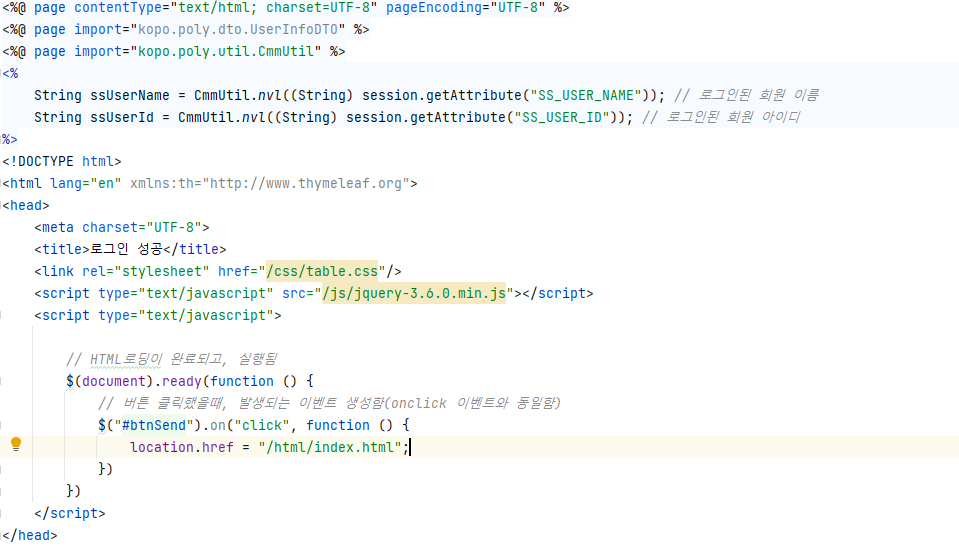 <%@ page contentType="text/html; charset=UTF-8" pageEncoding="UTF-8" %>
<%@ page import="kopo.poly.dto.UserInfoDTO" %>
<%@ page import="kopo.poly.util.CmmUtil" %>
<%
    String ssUserName = CmmUtil.nvl((String) session.getAttribute("SS_USER_NAME")); // 로그인된 회원 이름
    String ssUserId = CmmUtil.nvl((String) session.getAttribute("SS_USER_ID")); // 로그인된 회원 아이디
%>
<!DOCTYPE html>
<html lang="en" xmlns:th="http://www.thymeleaf.org">
<head>
    <meta charset="UTF-8">
    <title>로그인 성공</title>
    <link rel="stylesheet" href="/css/table.css"/>
    <script type="text/javascript" src="/js/jquery-3.6.0.min.js"></script>
    <script type="text/javascript">
        // HTML로딩이 완료되고, 실행됨
        $(document).ready(function () {
            // 버튼 클릭했을때, 발생되는 이벤트 생성함(onclick 이벤트와 동일함)
            $("#btnSend").on("click", function () {
                location.href = "/html/index.html";
            })
        })
    </script>
</head>